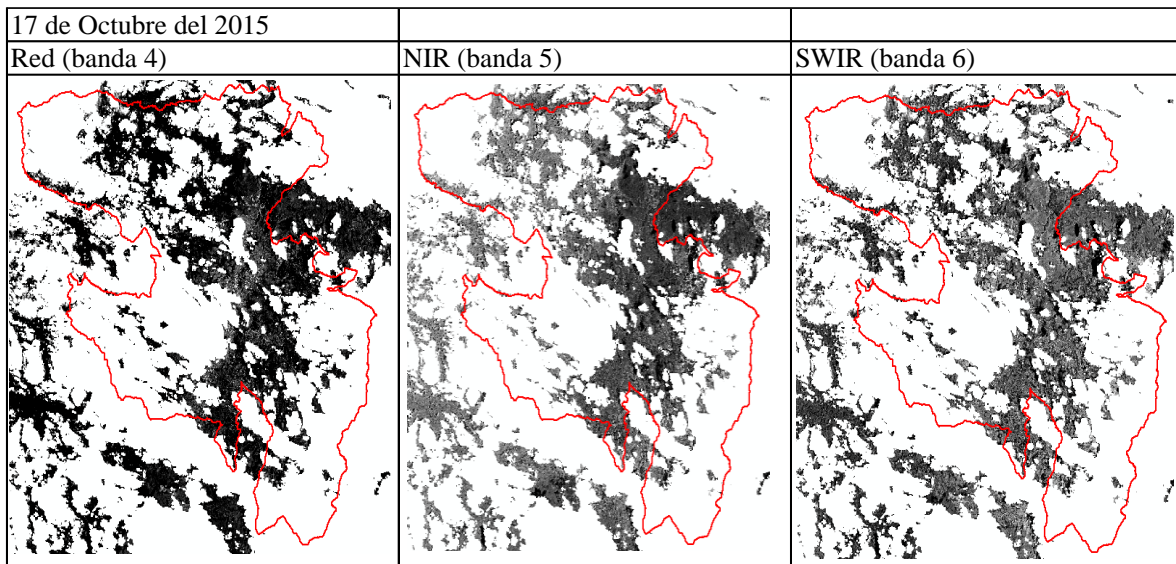 17 de Octubre del 2015
Red (banda 4)
NIR (banda 5)
SWIR (banda 6)